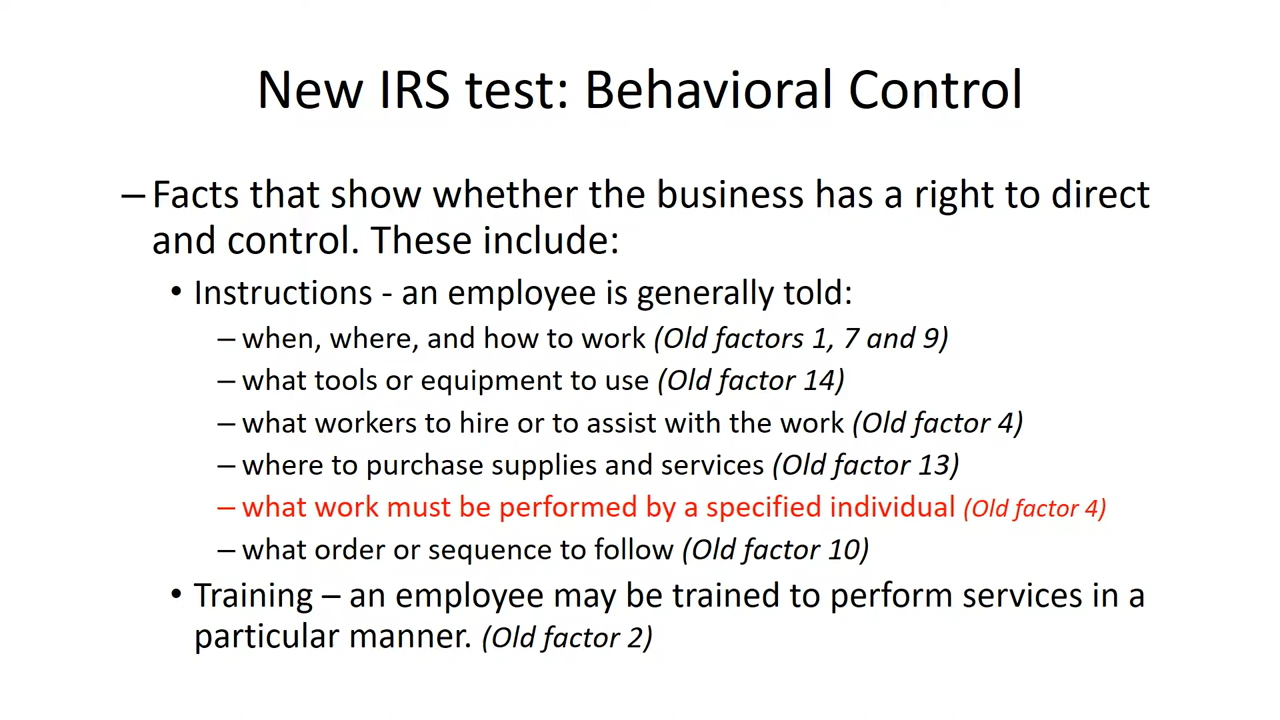 New IRS test: Behavioral Control
– Facts that show whether the business has a right to direct
and control. These include:
• Instructions - an employee is generally told:
– when, where, and how to work (Old factors 1, 7 and 9)
– what tools or equipment to use (Old factor 14)
– what workers to hire or to assist with the work (Old factor 4)
– where to purchase supplies and services (Old factor 13)
– what work must be performed by a specified individual (Old factor 4)
– what order or sequence to follow (Old factor 10)
• Training – an employee may be trained to perform services in a
particular manner. (Old factor 2)